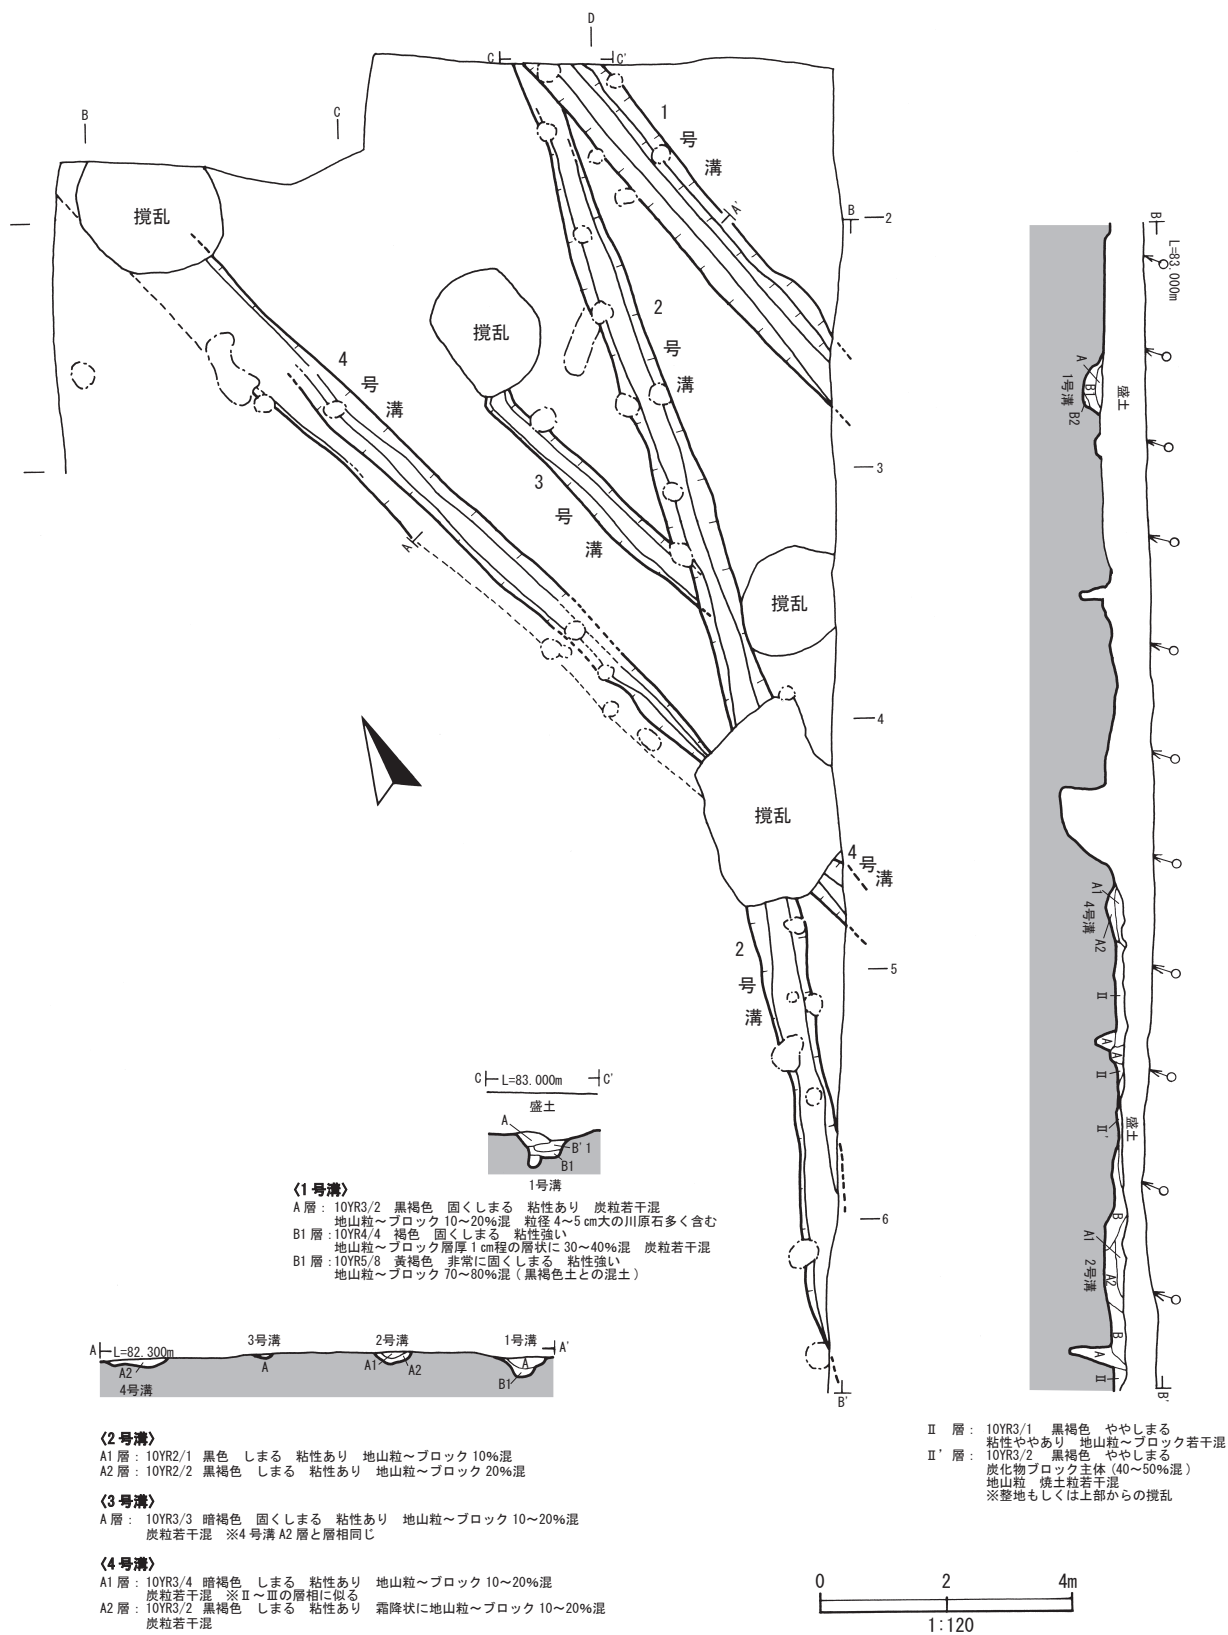 D
C
C'
B
C
1号溝
撹乱
A'
B
2
撹乱
2号溝
4号溝
3
3号溝
A
撹乱
4
撹乱
4号溝
2号溝
5
6
B'
B
L=83.000m
A
B1
1号溝
B2
盛土
A1
4号溝
A2
Ⅱ
A
A
Ⅱ
Ⅱ'
盛土
B
A1
2号溝
A2
B
A
Ⅱ
B'
C
L=83.000m
C'
盛土
A
B'1
B1
1号溝
〈1号溝〉
A層：10YR3/2 黒褐色 固くしまる 粘性あり 炭粒若干混
地山粒～ブロック10～20%混 粒径4～5㎝大の川原石多く含む
B1層：10YR4/4 褐色 固くしまる 粘性強い
地山粒～ブロック層厚1㎝程の層状に30～40%混 炭粒若干混
B1層：10YR5/8 黄褐色 非常に固くしまる 粘性強い
地山粒～ブロック70～80%混(黒褐色土との混土)
A
L=82.300m
3号溝
2号溝
1号溝
A'
A2
4号溝
A
A1
A2
A
B1
〈2号溝〉
A1層：10YR2/1 黒色 しまる 粘性あり 地山粒～ブロック10%混
A2層：10YR2/2 黒褐色 しまる 粘性あり 地山粒～ブロック20%混
〈3号溝〉
A層：10YR3/3 暗褐色 固くしまる 粘性あり 地山粒～ブロック10～20%混
炭粒若干混 ※4号溝A2層と層相同じ
〈4号溝〉
A1層：10YR3/4 暗褐色 しまる 粘性あり 地山粒～ブロック10～20%混
炭粒若干混 ※Ⅱ～Ⅲの層相に似る
A2層：10YR3/2 黒褐色 しまる 粘性あり 霜降状に地山粒～ブロック10～20%混
炭粒若干混
Ⅱ層：10YR3/1 黒褐色 ややしまる
粘性ややあり 地山粒～ブロック若干混
Ⅱ'層：10YR3/2 黒褐色 ややしまる
炭化物ブロック主体(40～50%混)
地山粒 焼土粒若干混
※整地もしくは上部からの撹乱
0 2 4m
1:120